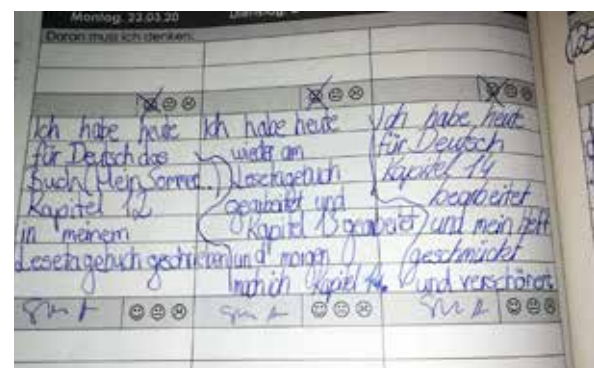 Montag, 23.03.20
Daran muss ich denken:
Ich habe heute
für Deutsch das
Buch (Mein Sommer...)
Kapitel 12
in meinem
Lesetagebuch geschrieben
Ich habe heute
wieder am
Lesetagebuch
gearbeitet und
Kapitel 13 gearbeitet
und morgen
mach ich Kapitel 14.
Ich habe heute
für Deutsch
Kapitel 14
bearbeitet
und mein Heft
geschmückt
und verschönert